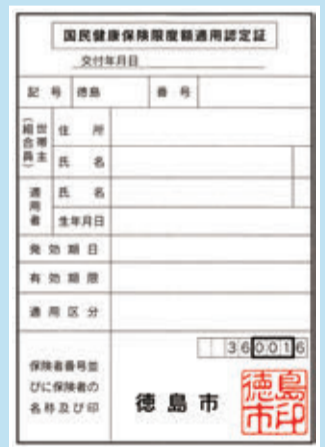 国民健康保険限度額適用認定証
交付年月日
記号 徳島 番号
(組合員)世帯主 住所
氏名
適用者 氏名
生年月日
発効期日
有効期限
適用区分
保険者番号並びに保険者の名称及び印
360016
徳島市
徳島市印